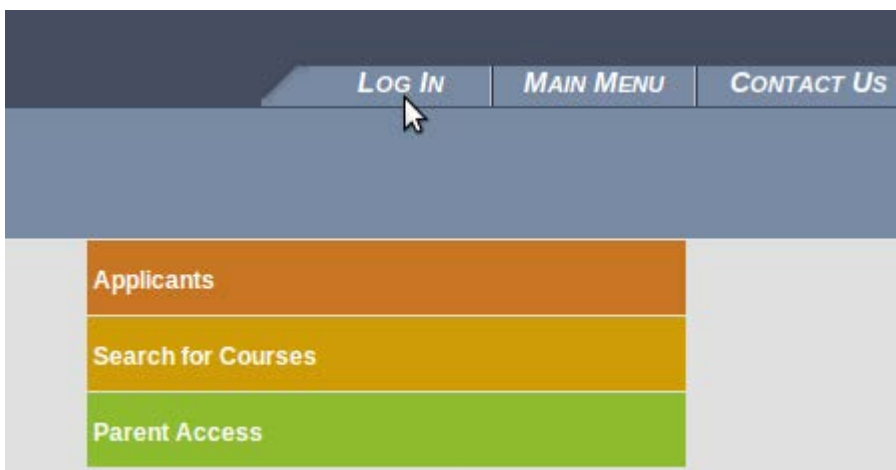 LOG IN MAIN MENU CONTACT US
Applicants
Search for Courses
Parent Access